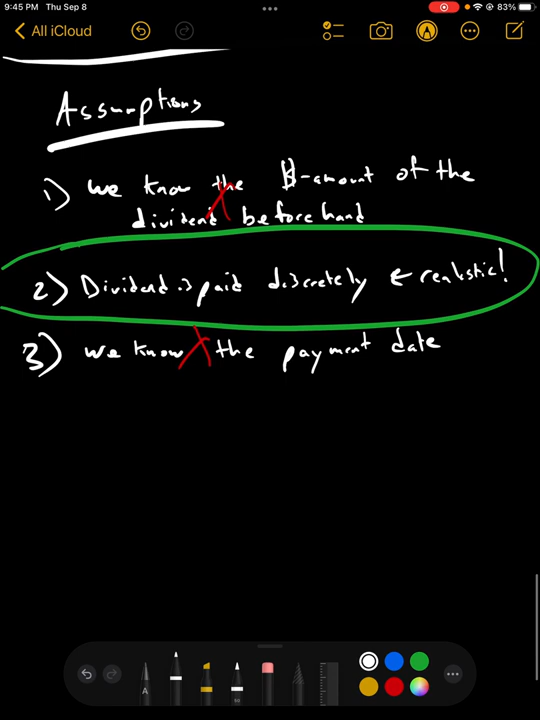 9:45 PM Thu Sep 8
83%
All iCloud
Assumptions
1) we know the $-amount of the
dividend beforehand
2) Dividend is paid discretely ← realistic!
3) we know the payment date
A